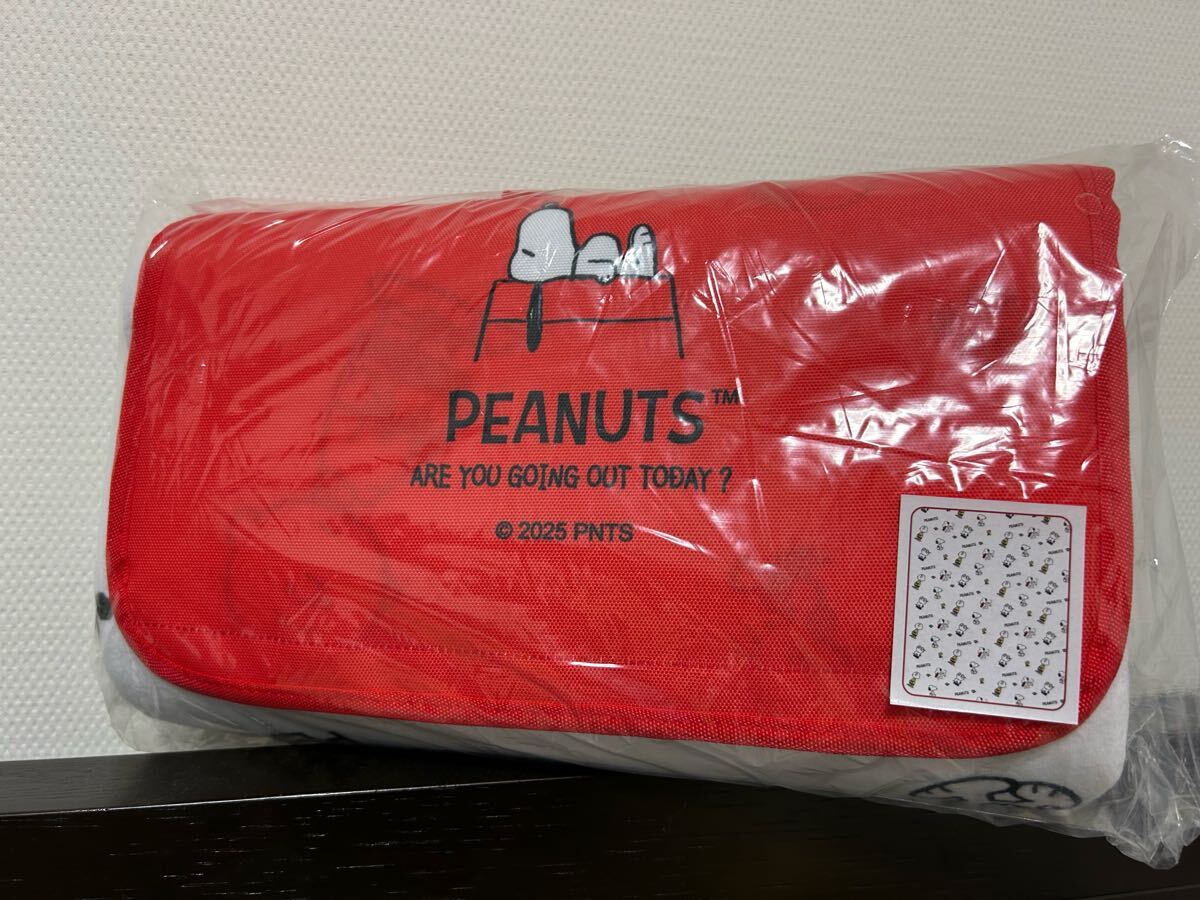 PEANUTS™
ARE YOU GOING OUT TODAY?
© 2025 PNTS